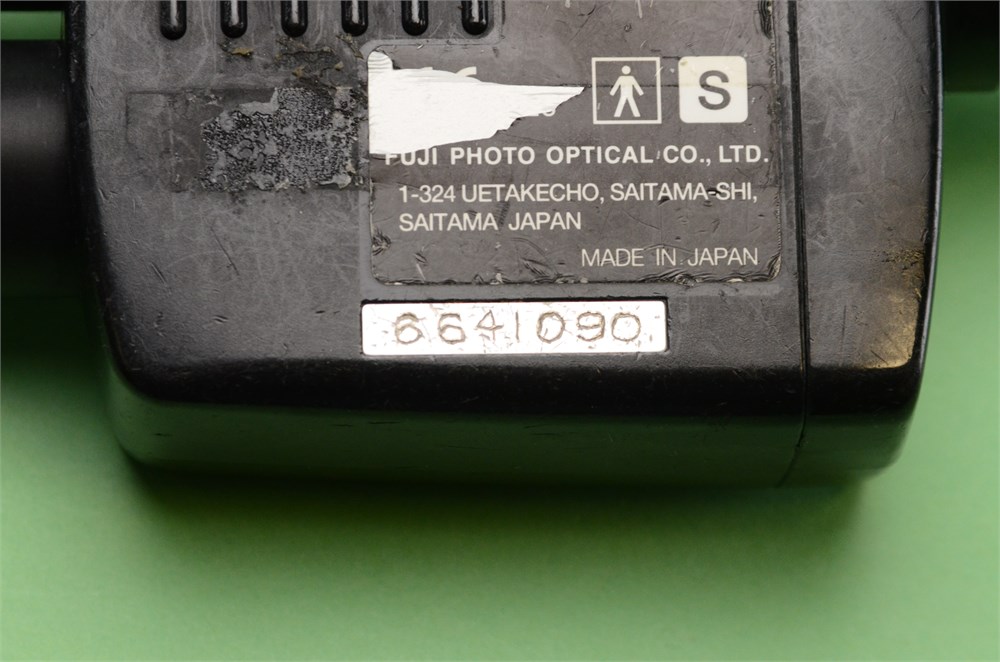 S
FUJI PHOTO OPTICAL CO., LTD.
1-324 UETAKECHO, SAITAMA-SHI,
SAITAMA JAPAN
MADE IN JAPAN
6641090